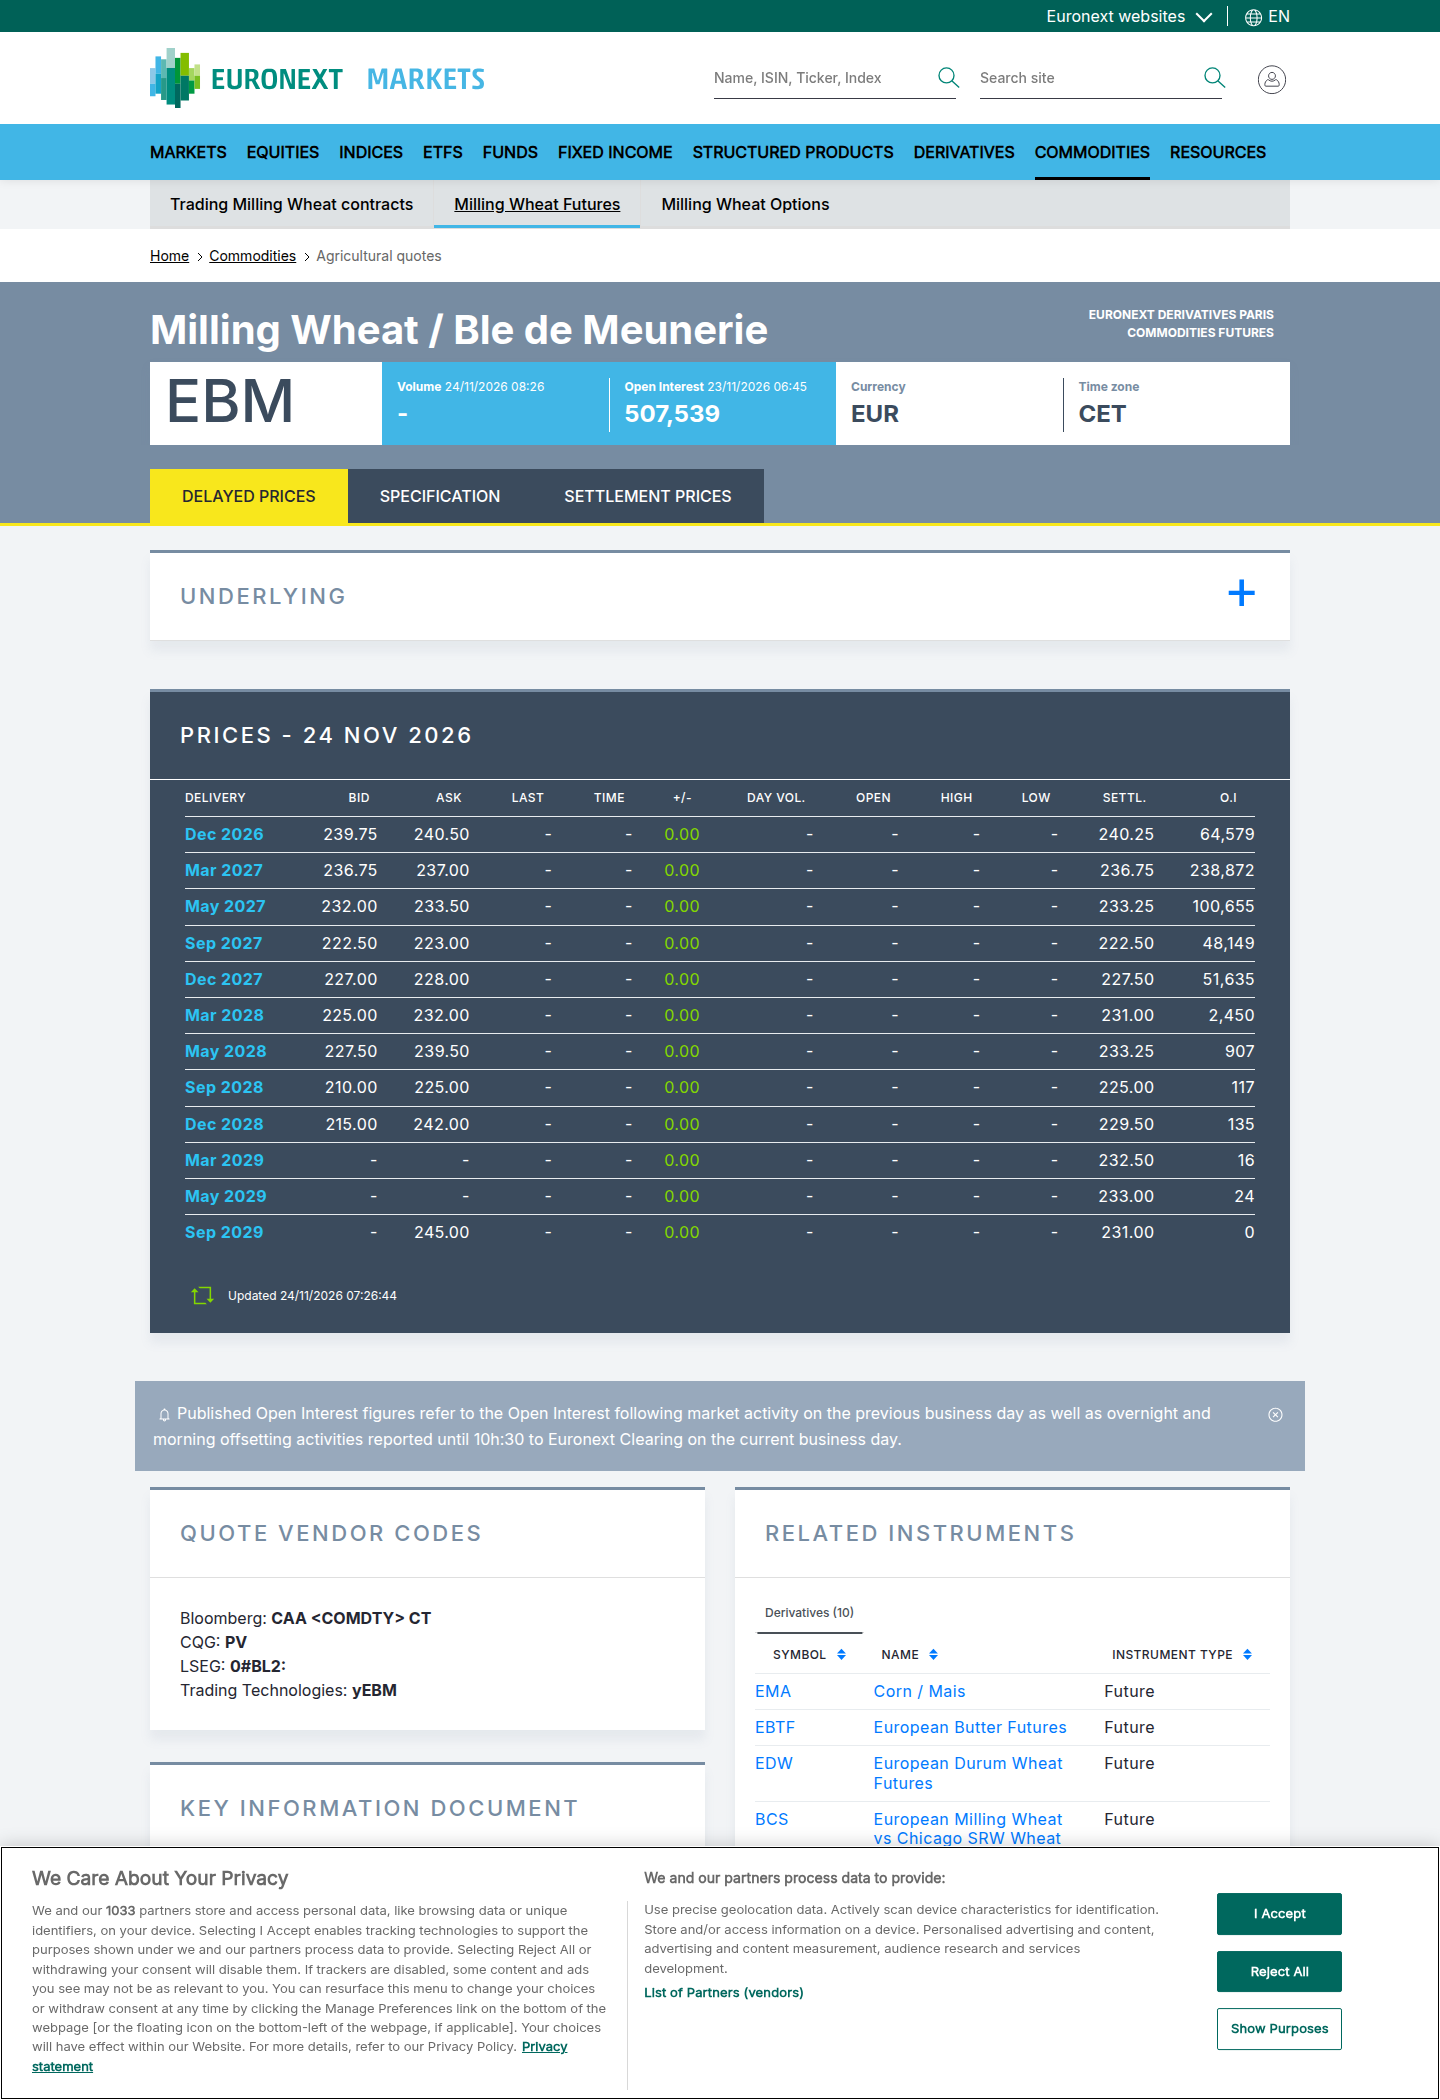 Euronext websites EN
EURONEXT MARKETS
Name, ISIN, Ticker, Index Search site
MARKETS EQUITIES INDICES ETFS FUNDS FIXED INCOME STRUCTURED PRODUCTS DERIVATIVES COMMODITIES RESOURCES
Trading Milling Wheat contracts Milling Wheat Futures Milling Wheat Options
Home Commodities Agricultural quotes
Milling Wheat / Ble de Meunerie
EURONEXT DERIVATIVES PARIS
COMMODITIES FUTURES
EBM
Volume 24/11/2026 08:26
-
Open Interest 23/11/2026 06:45
507,539
Currency
EUR
Time zone
CET
DELAYED PRICES SPECIFICATION SETTLEMENT PRICES
UNDERLYING
PRICES - 24 NOV 2026
DELIVERY BID ASK LAST TIME +/- DAY VOL. OPEN HIGH LOW SETTL. O.I
Dec 2026 239.75 240.50 - - 0.00 - - - - 240.25 64,579
Mar 2027 236.75 237.00 - - 0.00 - - - - 236.75 238,872
May 2027 232.00 233.50 - - 0.00 - - - - 233.25 100,655
Sep 2027 222.50 223.00 - - 0.00 - - - - 222.50 48,149
Dec 2027 227.00 228.00 - - 0.00 - - - - 227.50 51,635
Mar 2028 225.00 232.00 - - 0.00 - - - - 231.00 2,450
May 2028 227.50 239.50 - - 0.00 - - - - 233.25 907
Sep 2028 210.00 225.00 - - 0.00 - - - - 225.00 117
Dec 2028 215.00 242.00 - - 0.00 - - - - 229.50 135
Mar 2029 - - - - 0.00 - - - - 232.50 16
May 2029 - - - - 0.00 - - - - 233.00 24
Sep 2029 - 245.00 - - 0.00 - - - - 231.00 0
Updated 24/11/2026 07:26:44
Published Open Interest figures refer to the Open Interest following market activity on the previous business day as well as overnight and
morning offsetting activities reported until 10h:30 to Euronext Clearing on the current business day.
QUOTE VENDOR CODES
Bloomberg: CAA <COMDTY> CT
CQG: PV
LSEG: 0#BL2:
Trading Technologies: yEBM
KEY INFORMATION DOCUMENT
RELATED INSTRUMENTS
Derivatives (10)
SYMBOL NAME INSTRUMENT TYPE
EMA Corn / Mais Future
EBTF European Butter Futures Future
EDW European Durum Wheat Future
Futures
BCS European Milling Wheat Future
vs Chicago SRW Wheat
We Care About Your Privacy
We and our 1033 partners store and access personal data, like browsing data or unique
identifiers, on your device. Selecting I Accept enables tracking technologies to support the
purposes shown under we and our partners process data to provide. Selecting Reject All or
withdrawing your consent will disable them. If trackers are disabled, some content and ads
you see may not be as relevant to you. You can resurface this menu to change your choices
or withdraw consent at any time by clicking the Manage Preferences link on the bottom of the
webpage [or the floating icon on the bottom-left of the webpage, if applicable]. Your choices
will have effect within our Website. For more details, refer to our Privacy Policy. Privacy
statement
We and our partners process data to provide:
Use precise geolocation data. Actively scan device characteristics for identification.
Store and/or access information on a device. Personalised advertising and content,
advertising and content measurement, audience research and services
development.
List of Partners (vendors)
I Accept
Reject All
Show Purposes